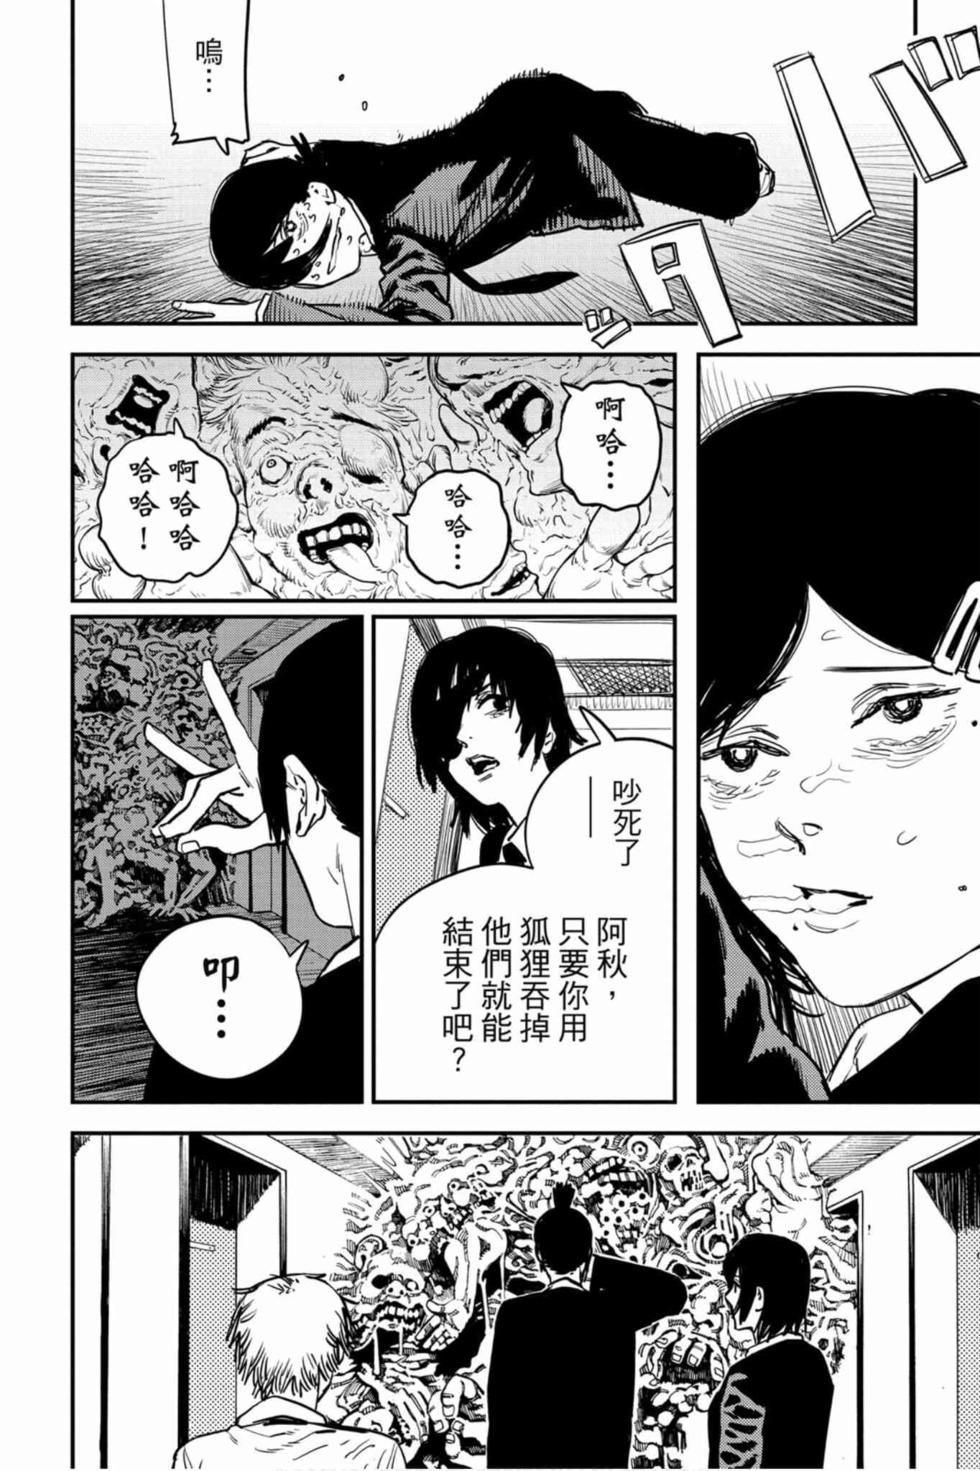 嗚…
バタッ
啊哈…
哈哈…
啊哈哈
哈哈！
吵死了
——
阿秋，
只要你用
狐狸吞掉
他們就能
結束了吧？
叩…